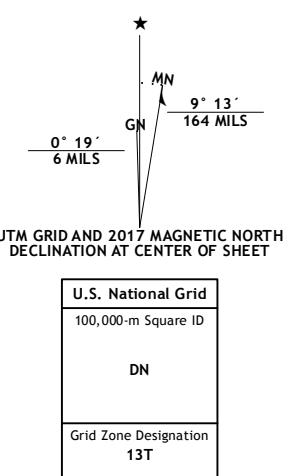 ★
MN
GN
9° 13´
164 MILS
0° 19´
6 MILS
UTM GRID AND 2017 MAGNETIC NORTH
DECLINATION AT CENTER OF SHEET
U.S. National Grid
100,000-m Square ID
DN
Grid Zone Designation
13T